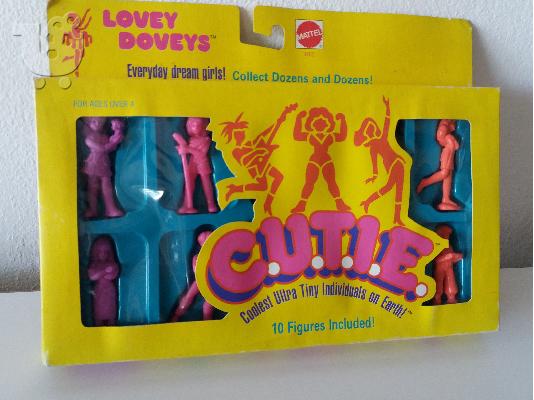 LOVEY
DOVEYS™
MATTEL
Everyday dream girls! Collect Dozens and Dozens!
FOR AGES OVER 4
C.U.T.I.E.™
Coolest Ultra Tiny Individuals on Earth!™
10 Figures Included!